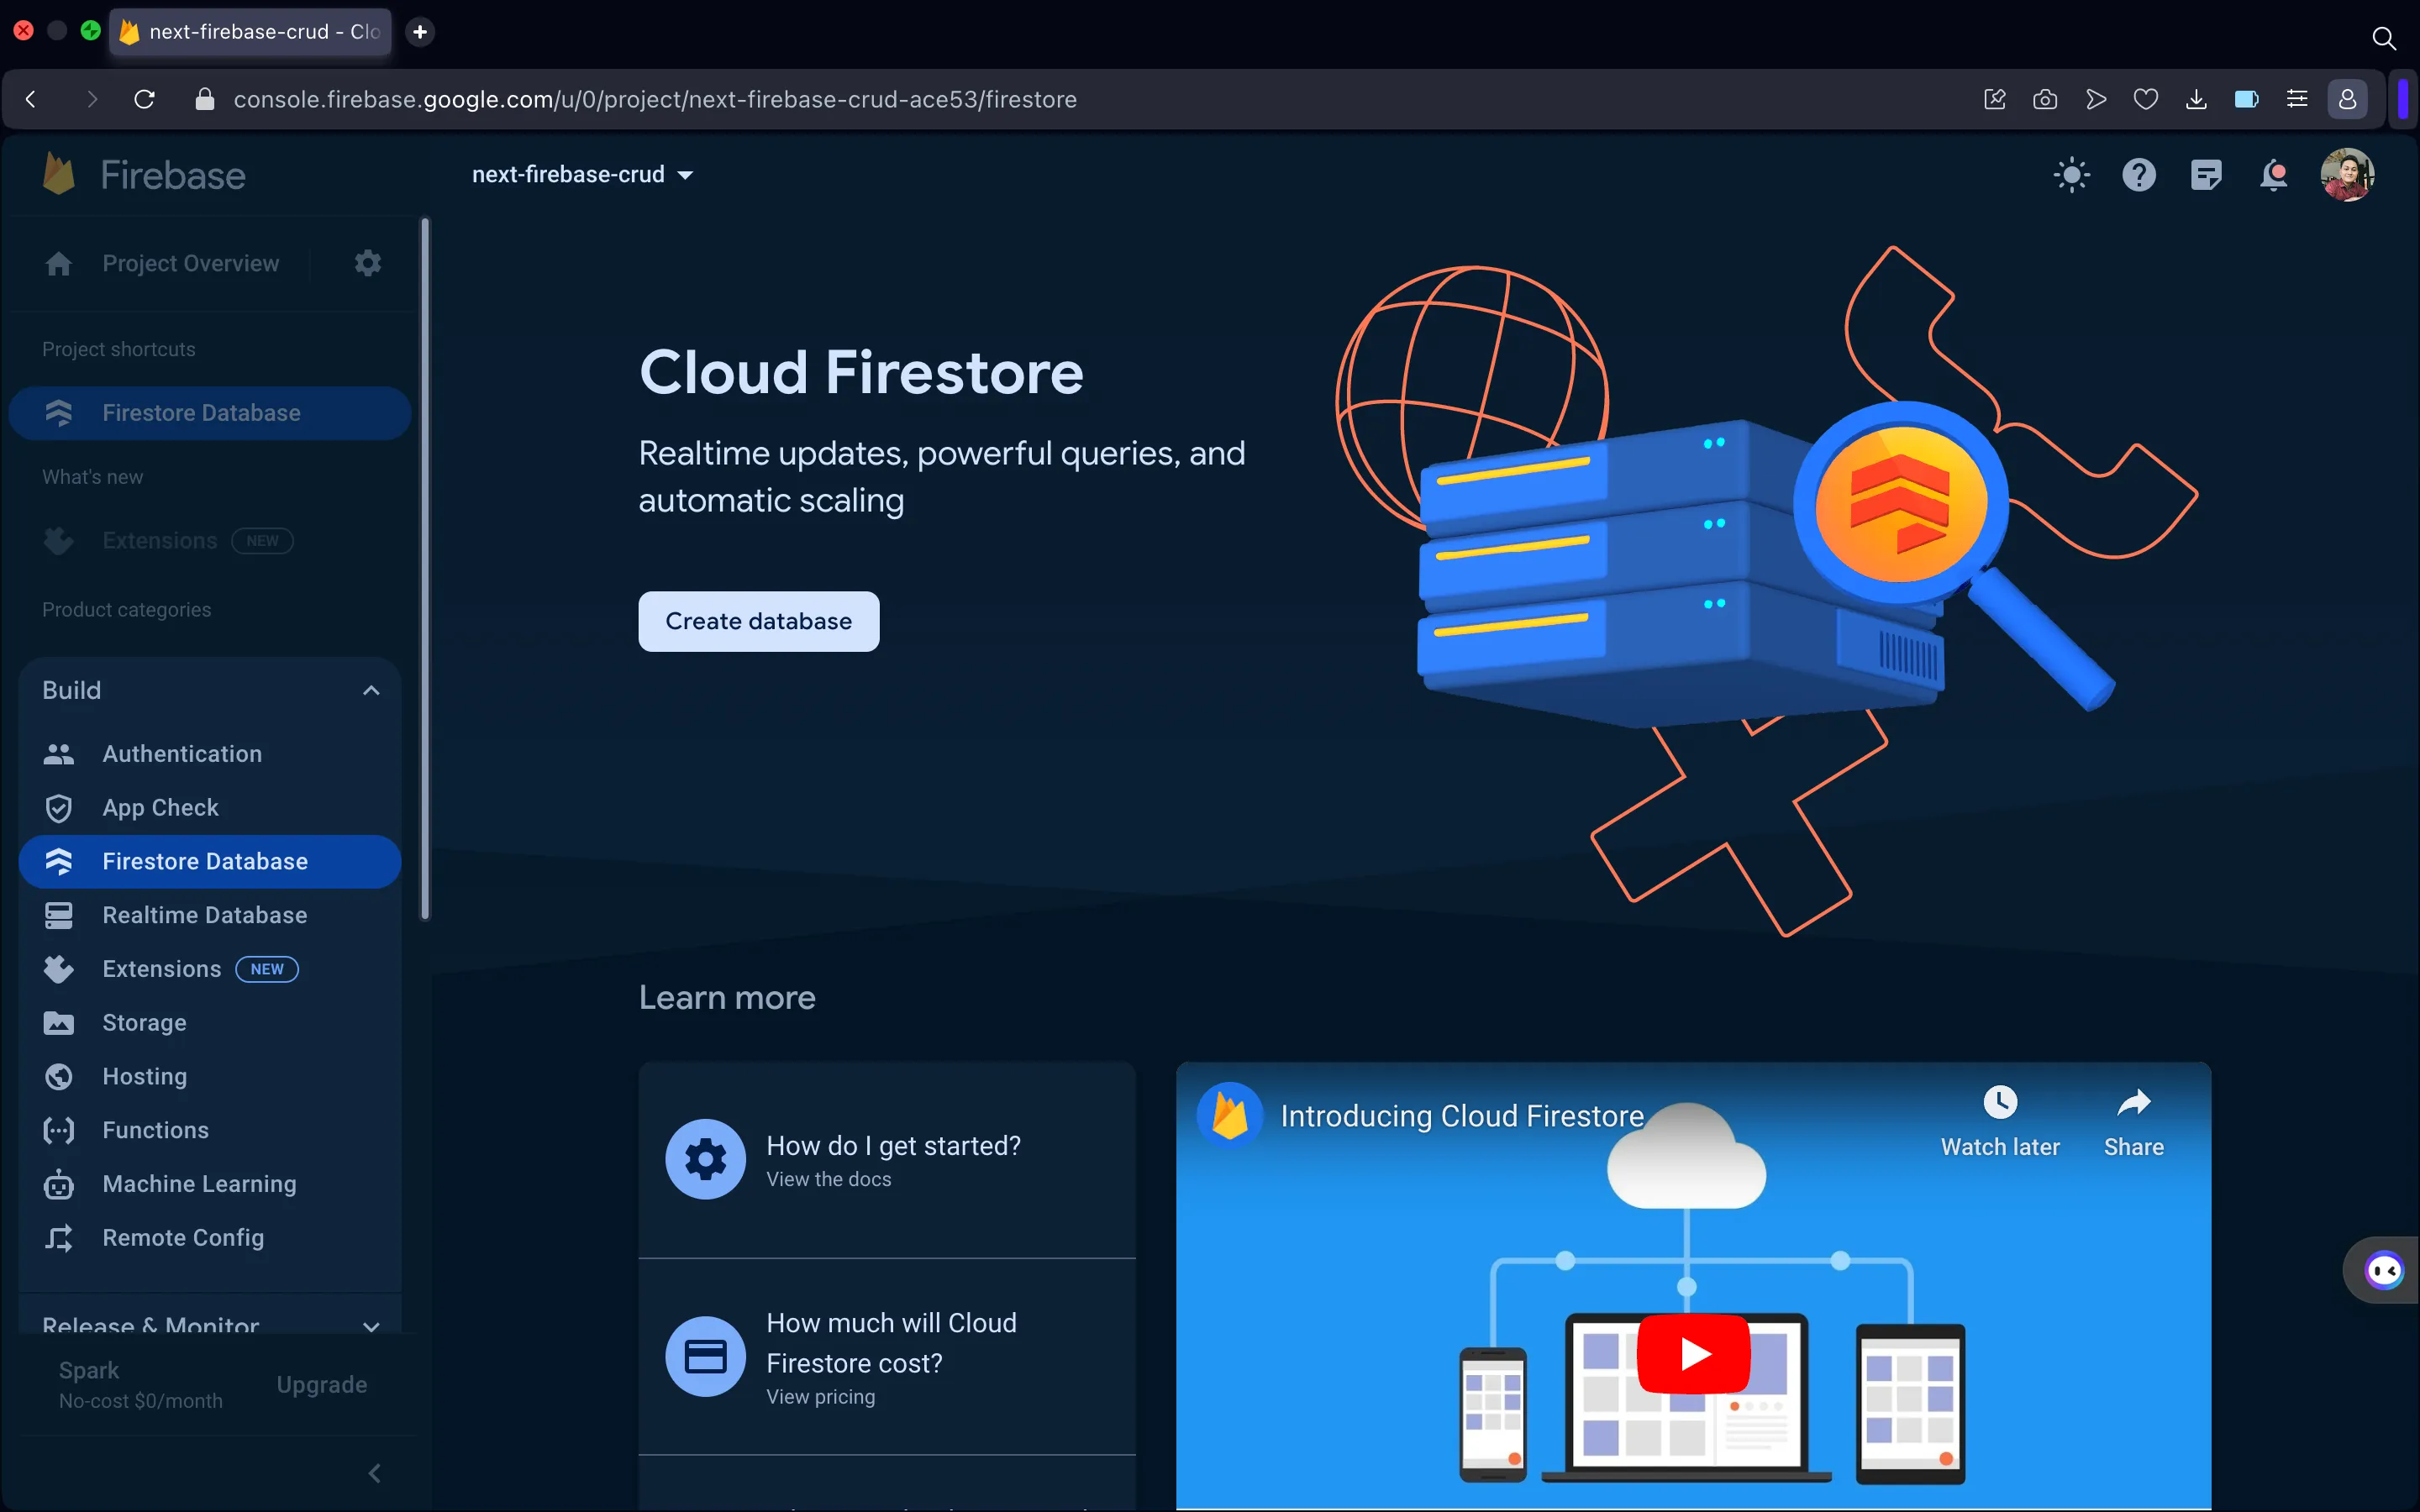 next-firebase-crud - Clo
console.firebase.google.com/u/0/project/next-firebase-crud-ace53/firestore
Firebase
next-firebase-crud
Project Overview
Project shortcuts
Firestore Database
What's new
Extensions NEW
Product categories
Build
Authentication
App Check
Firestore Database
Realtime Database
Extensions NEW
Storage
Hosting
Functions
Machine Learning
Remote Config
Release & Monitor
Spark
No-cost $0/month
Upgrade
Cloud Firestore
Realtime updates, powerful queries, and
automatic scaling
Create database
Learn more
How do I get started?
View the docs
How much will Cloud
Firestore cost?
View pricing
Introducing Cloud Firestore
Watch later
Share